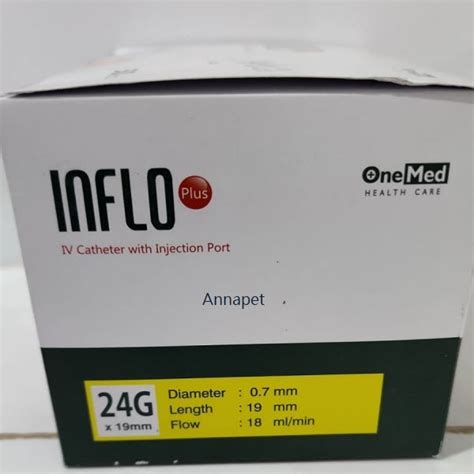 INFLO Plus
IV Catheter with Injection Port
OneMed
HEALTH CARE
Annapet
24G
x 19mm
Diameter : 0.7 mm
Length : 19 mm
Flow : 18 ml/min